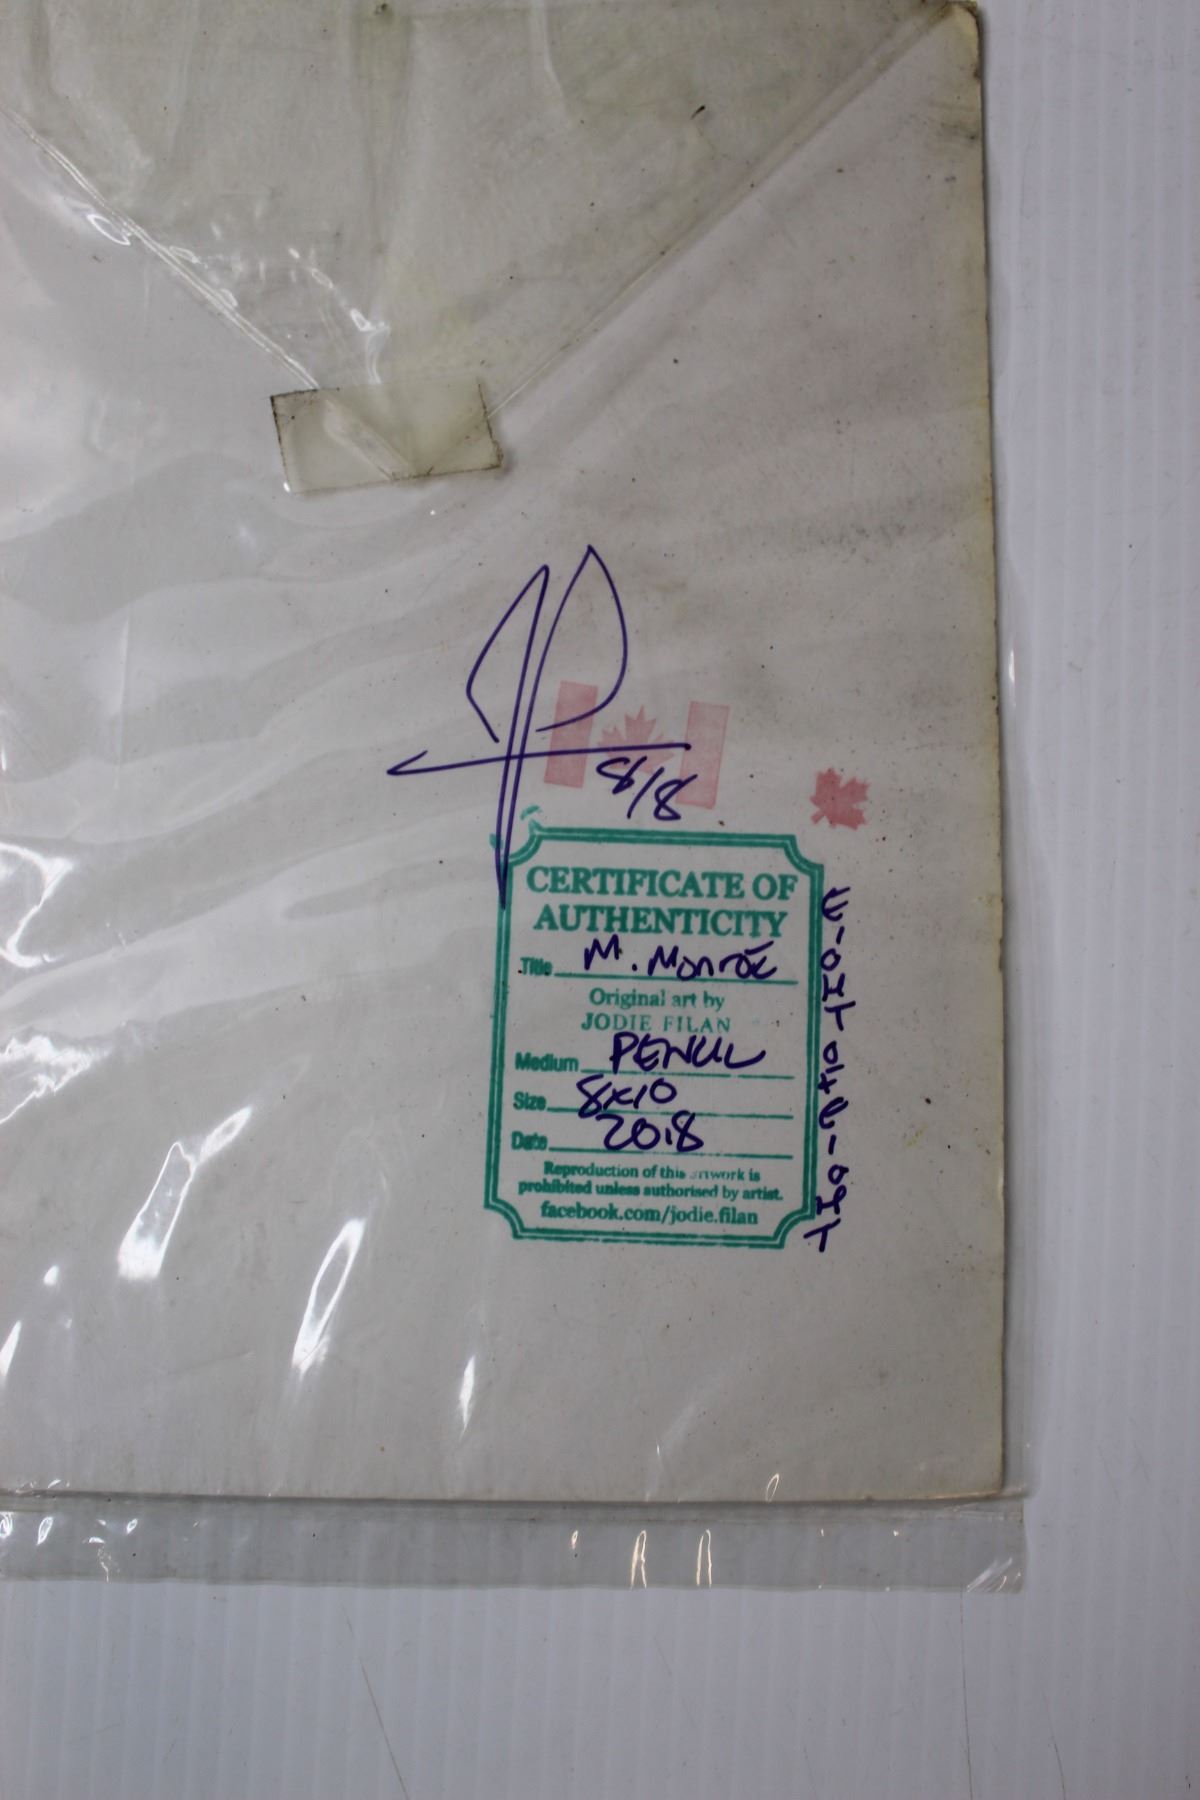 8/8
CERTIFICATE OF
AUTHENTICITY
Title M. Monroe
Original art by
JODIE FILAN
Medium PENCIL
Size 8x10
Date 2018
Reproduction of this artwork is
prohibited unless authorised by artist.
facebook.com/jodie.filan
EIGHT OF EIGHT